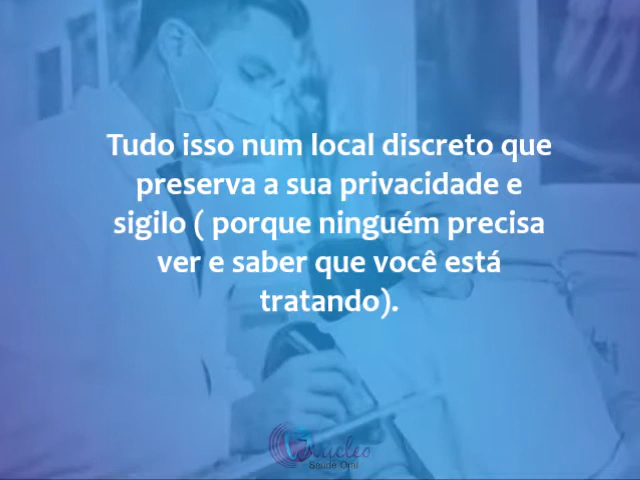 Tudo isso num local discreto que
preserva a sua privacidade e
sigilo ( porque ninguém precisa
ver e saber que você está
tratando).
Núcleo
Saúde Oral